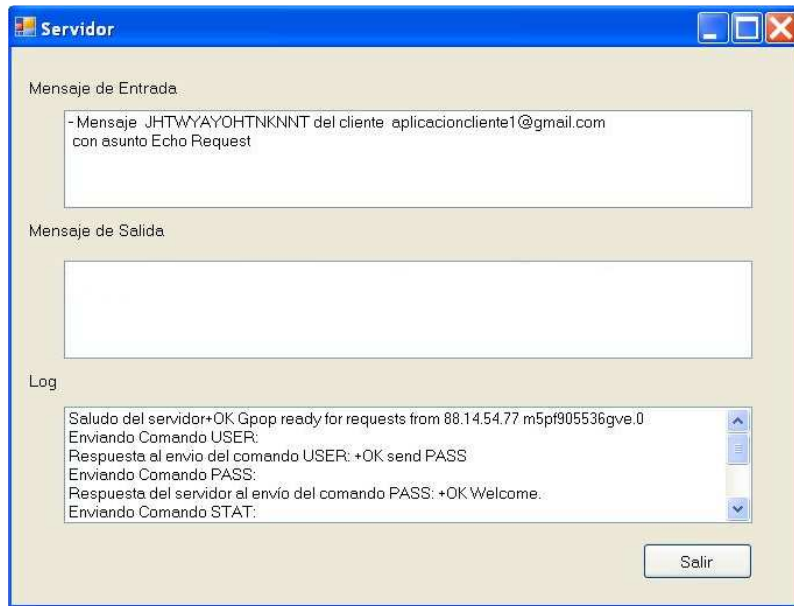 Servidor
Mensaje de Entrada
- Mensaje JHTWYAYOHTNKNNT del cliente aplicacioncliente1@gmail.com
con asunto Echo Request
Mensaje de Salida
Log
Saludo del servidor+OK Gpop ready for requests from 88.14.54.77 m5pf905536gve.0
Enviando Comando USER:
Respuesta al envio del comando USER: +OK send PASS
Enviando Comando PASS:
Respuesta del servidor al envío del comando PASS: +OK Welcome.
Enviando Comando STAT:
Salir